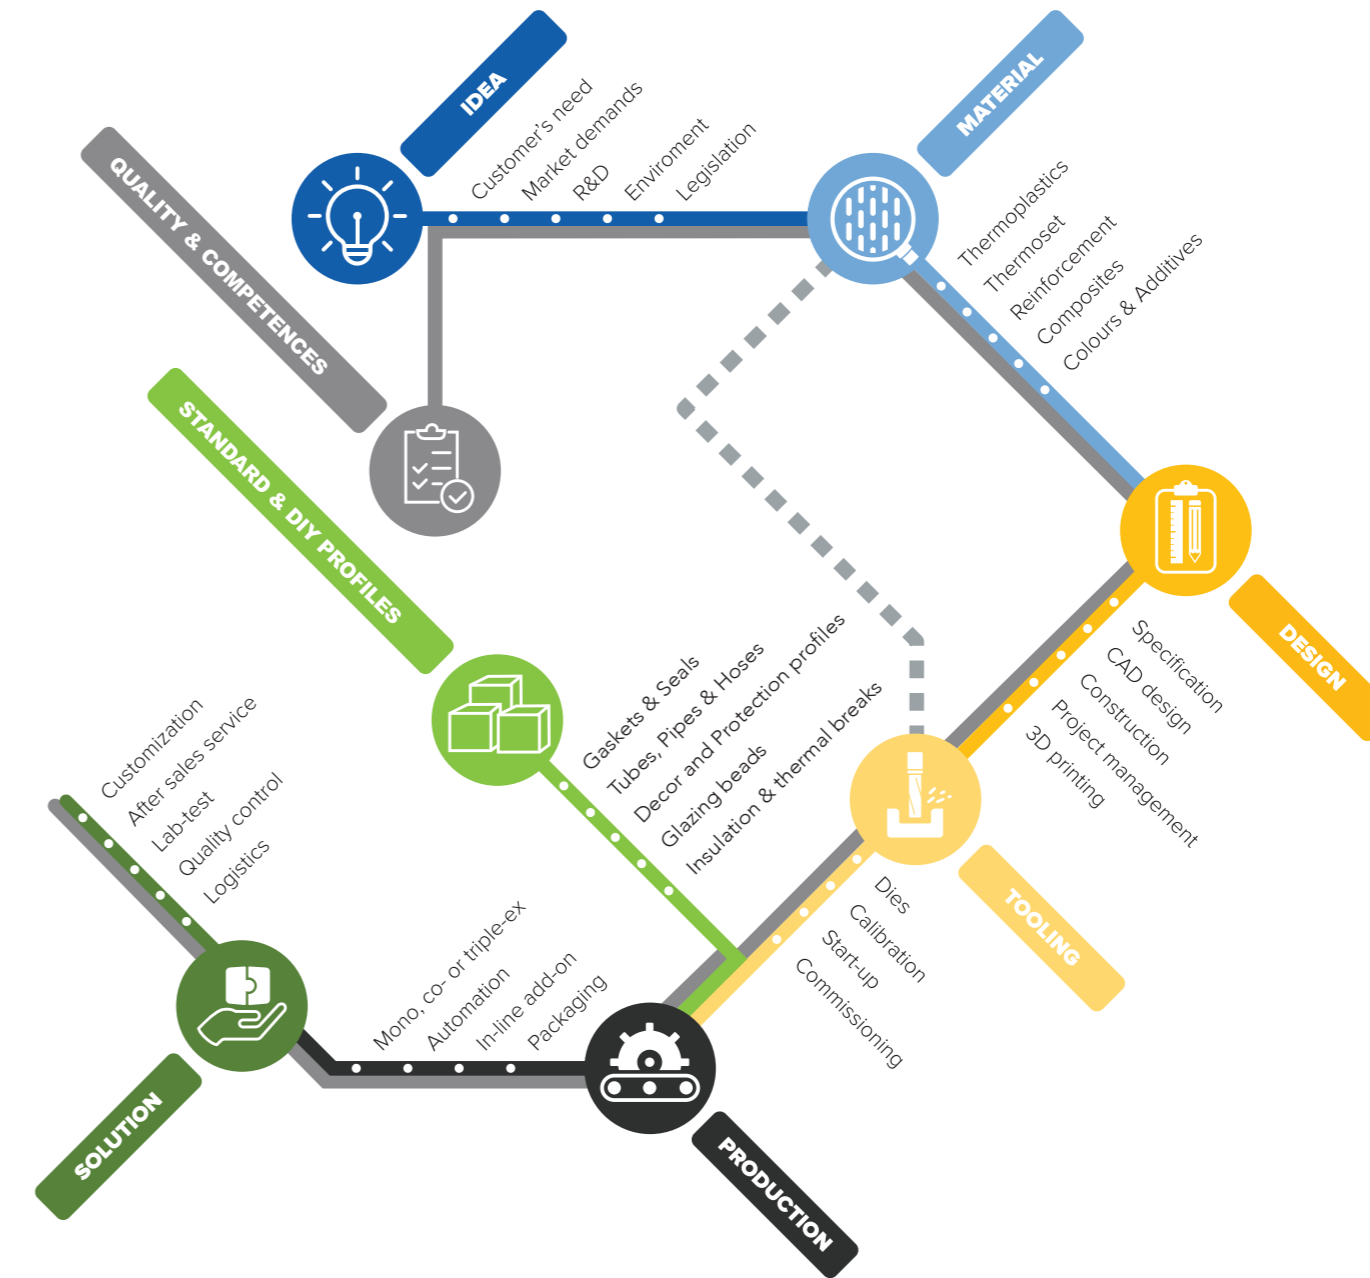 IDEA
Customer's need
Market demands
R&D
Enviroment
Legislation
MATERIAL
Thermoplastics
Thermoset
Reinforcement
Composites
Colours & Additives
QUALITY & COMPETENCES
STANDARD & DIY PROFILES
Gaskets & Seals
Tubes, Pipes & Hoses
Decor and Protection profiles
Glazing beads
Insulation & thermal breaks
DESIGN
Specification
CAD design
Construction
Project management
3D printing
TOOLING
Dies
Calibration
Start-up
Commissioning
PRODUCTION
Mono, co- or triple-ex
Automation
In-line add-on
Packaging
SOLUTION
Customization
After sales service
Lab-test
Quality control
Logistics